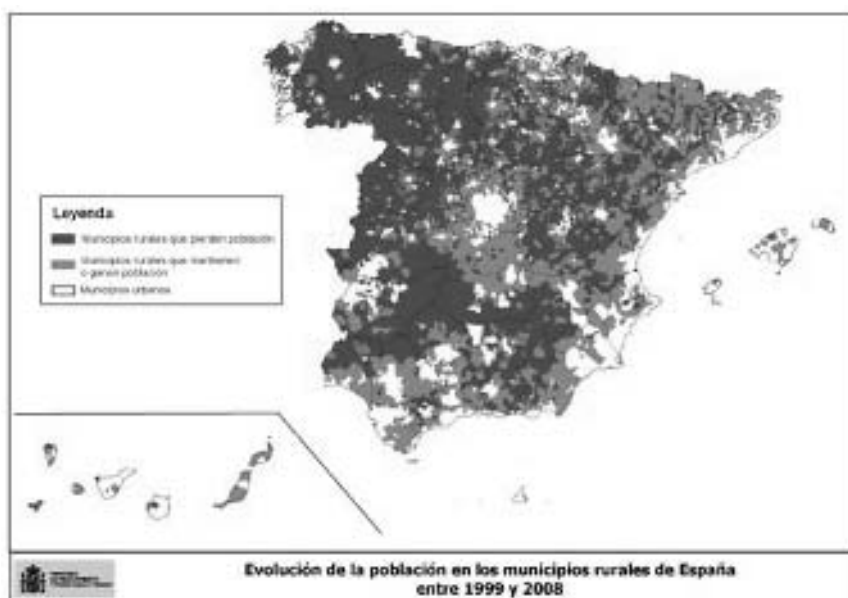 Leyenda
Municipios rurales que pierden población
Municipios rurales que mantienen
o ganan población
Municipios urbanos
Evolución de la población en los municipios rurales de España
entre 1999 y 2008